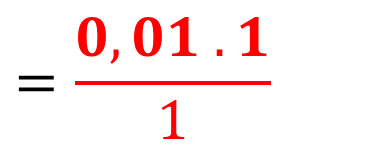 = 0,01 . 1
1